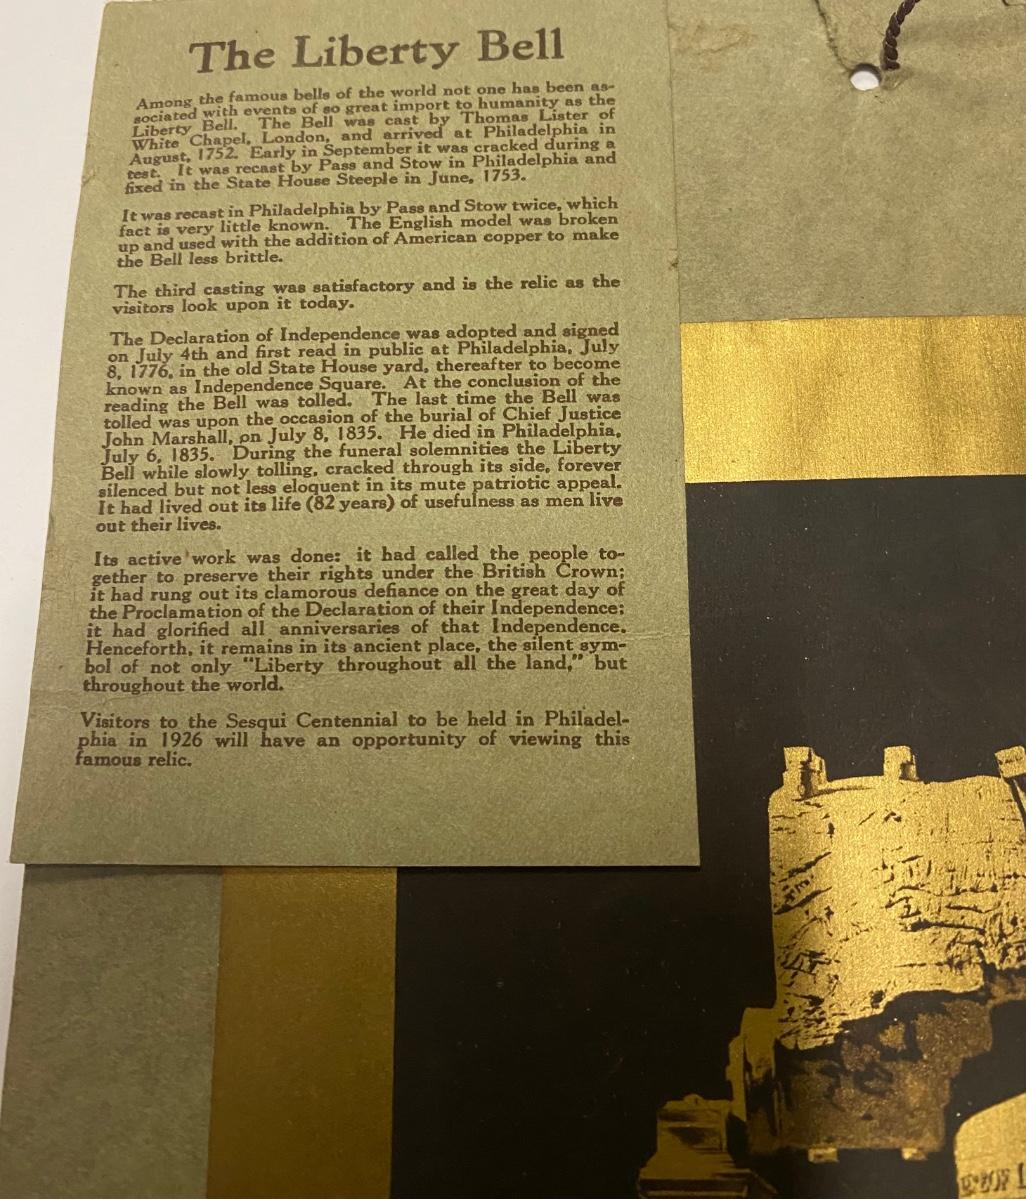 The Liberty Bell
Among the famous bells of the world not one has been as-
sociated with events of so great import to humanity as the
Liberty Bell. The Bell was cast by Thomas Lister of
White Chapel, London, and arrived at Philadelphia in
August, 1752. Early in September it was cracked during a
test. It was recast by Pass and Stow in Philadelphia and
fixed in the State House Steeple in June, 1753.
It was recast in Philadelphia by Pass and Stow twice, which
fact is very little known. The English model was broken
up and used with the addition of American copper to make
the Bell less brittle.
The third casting was satisfactory and is the relic as the
visitors look upon it today.
The Declaration of Independence was adopted and signed
on July 4th and first read in public at Philadelphia, July
8, 1776, in the old State House yard, thereafter to become
known as Independence Square. At the conclusion of the
reading the Bell was tolled. The last time the Bell was
tolled was upon the occasion of the burial of Chief Justice
John Marshall, on July 8, 1835. He died in Philadelphia,
July 6, 1835. During the funeral solemnities the Liberty
Bell while slowly tolling, cracked through its side, forever
silenced but not less eloquent in its mute patriotic appeal.
It had lived out its life (82 years) of usefulness as men live
out their lives.
Its active work was done: it had called the people to-
gether to preserve their rights under the British Crown;
it had rung out its clamorous defiance on the great day of
the Proclamation of the Declaration of their Independence;
it had glorified all anniversaries of that Independence.
Henceforth, it remains in its ancient place, the silent sym-
bol of not only "Liberty throughout all the land," but
throughout the world.
Visitors to the Sesqui Centennial to be held in Philadel-
phia in 1926 will have an opportunity of viewing this
famous relic.